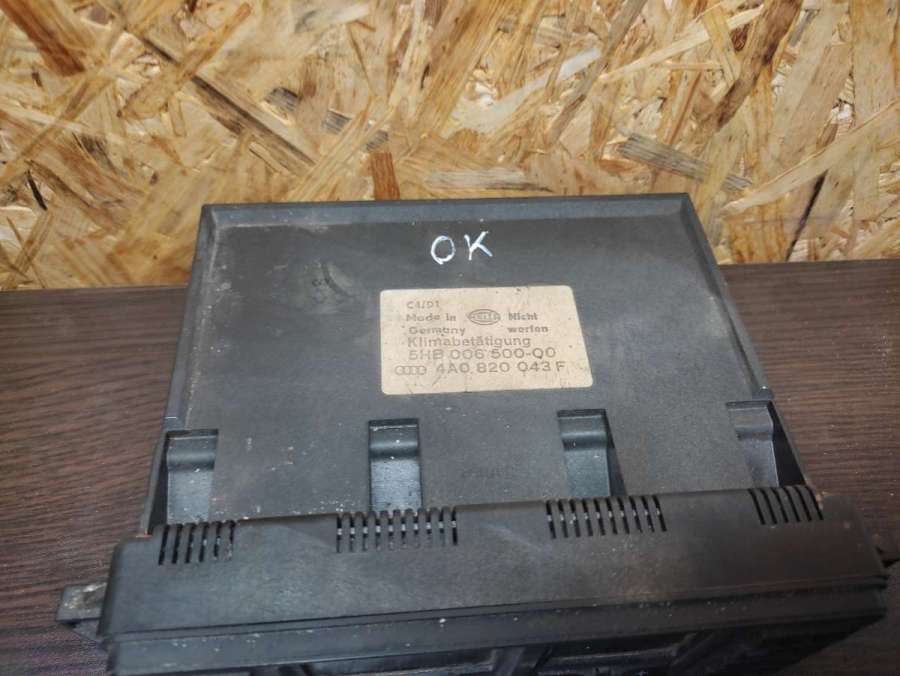 OK
C4/D1
Made in HELLA Nicht
Germany werfen
Klimabetätigung
5HB 006 500-00
4A0 820 043 F